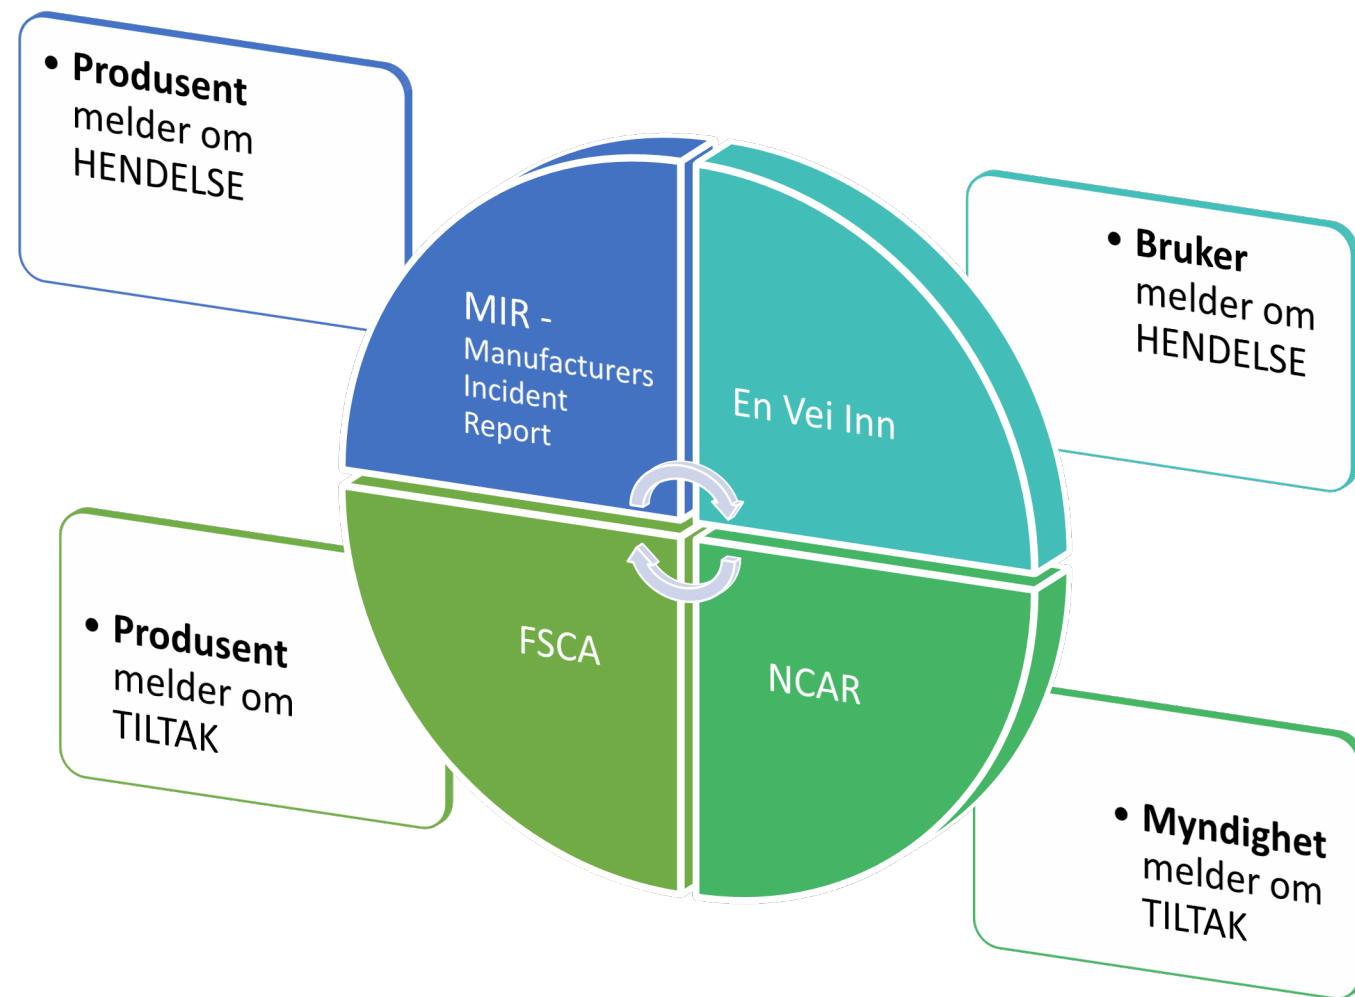 • Produsent
melder om
HENDELSE
• Bruker
melder om
HENDELSE
MIR -
Manufacturers
Incident
Report
En Vei Inn
FSCA
NCAR
• Produsent
melder om
TILTAK
• Myndighet
melder om
TILTAK